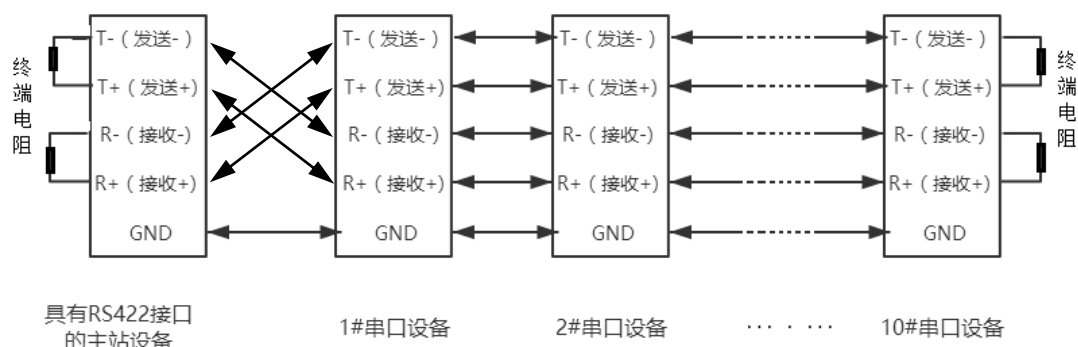 终端电阻
T-（发送-）
T+（发送+）
R-（接收-）
R+（接收+）
GND
T-（发送-）
T+（发送+）
R-（接收-）
R+（接收+）
GND
T-（发送-）
T+（发送+）
R-（接收-）
R+（接收+）
GND
T-（发送-）
T+（发送+）
R-（接收-）
R+（接收+）
GND
终端电阻
具有RS422接口
的主站设备
1#串口设备
2#串口设备
··· · ···
10#串口设备